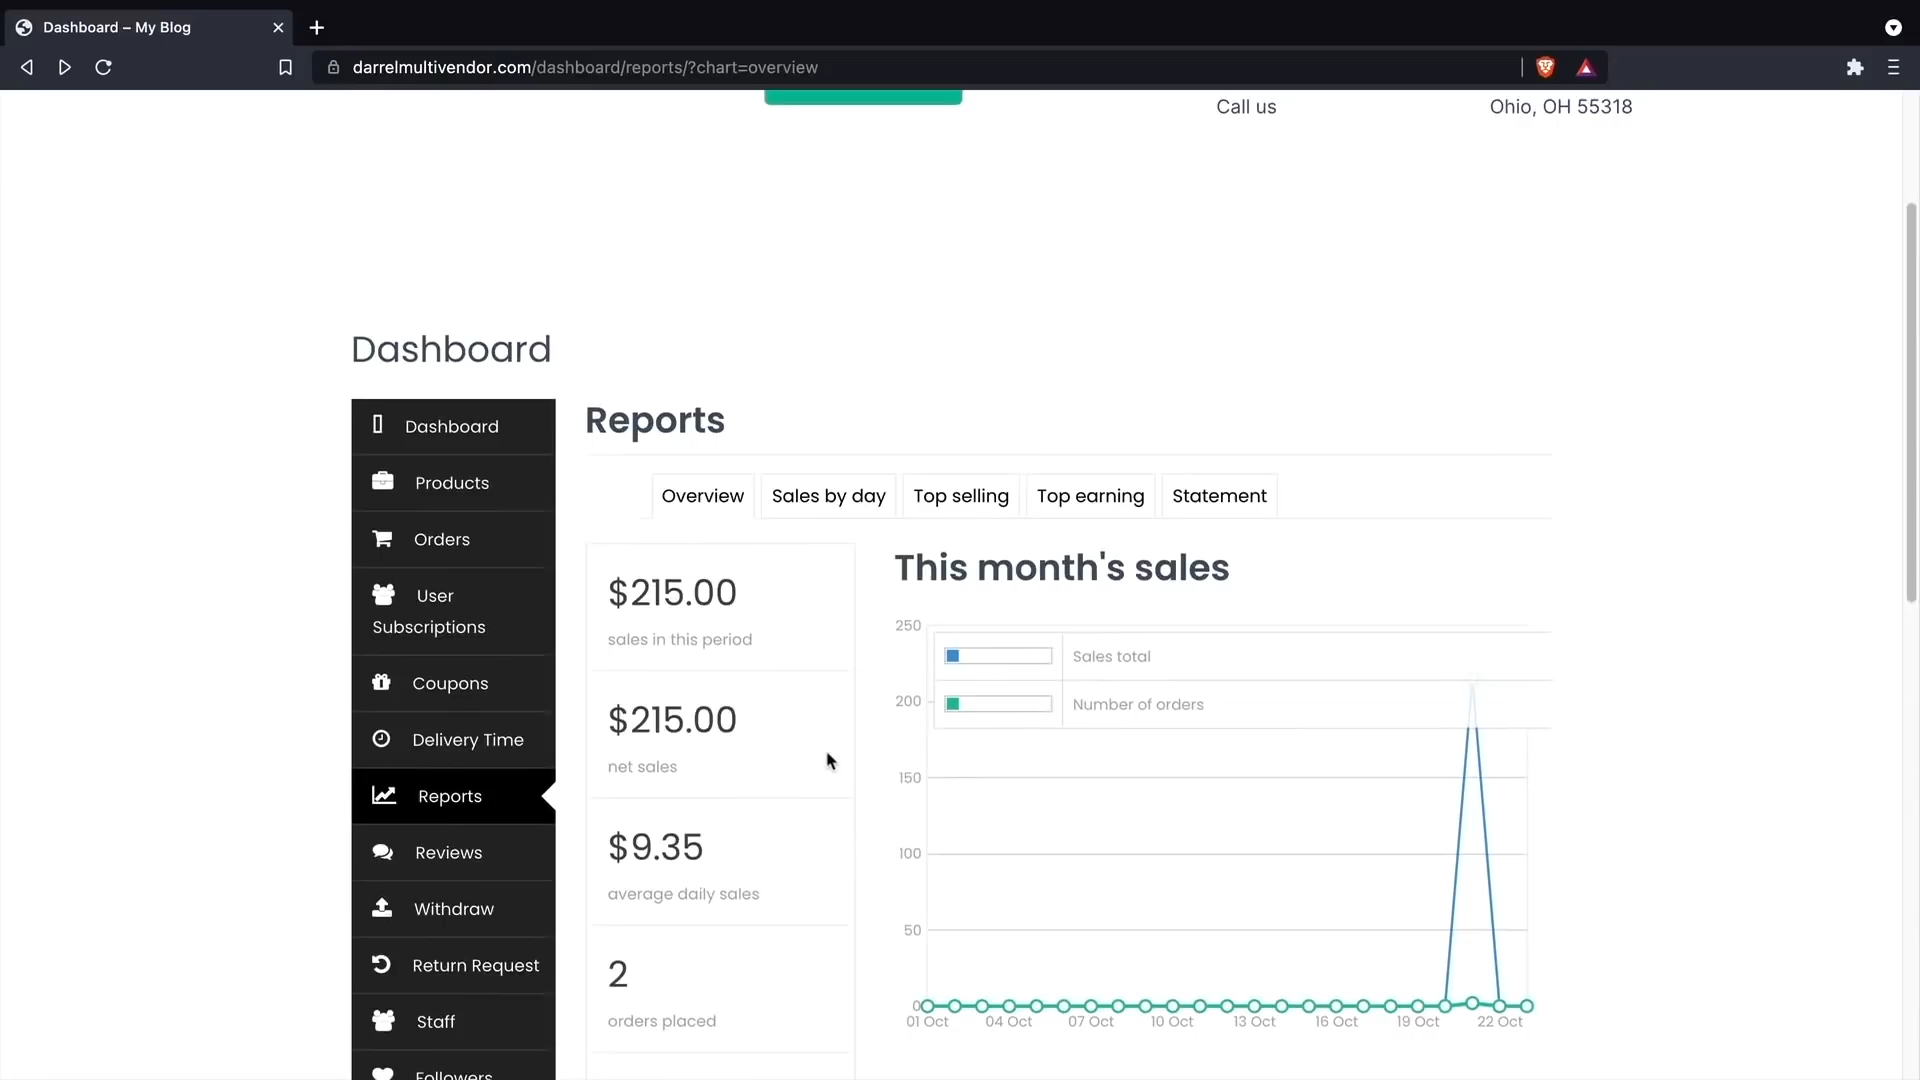 Dashboard – My Blog
darrelmultivendor.com/dashboard/reports/?chart=overview
Call us
Ohio, OH 55318
Dashboard
Dashboard
Products
Orders
User
Subscriptions
Coupons
Delivery Time
Reports
Reviews
Withdraw
Return Request
Staff
Followers
Reports
Overview
Sales by day
Top selling
Top earning
Statement
$215.00
sales in this period
$215.00
net sales
$9.35
average daily sales
2
orders placed
This month's sales
250
Sales total
200
Number of orders
150
100
50
0
01 Oct 04 Oct 07 Oct 10 Oct 13 Oct 16 Oct 19 Oct 22 Oct